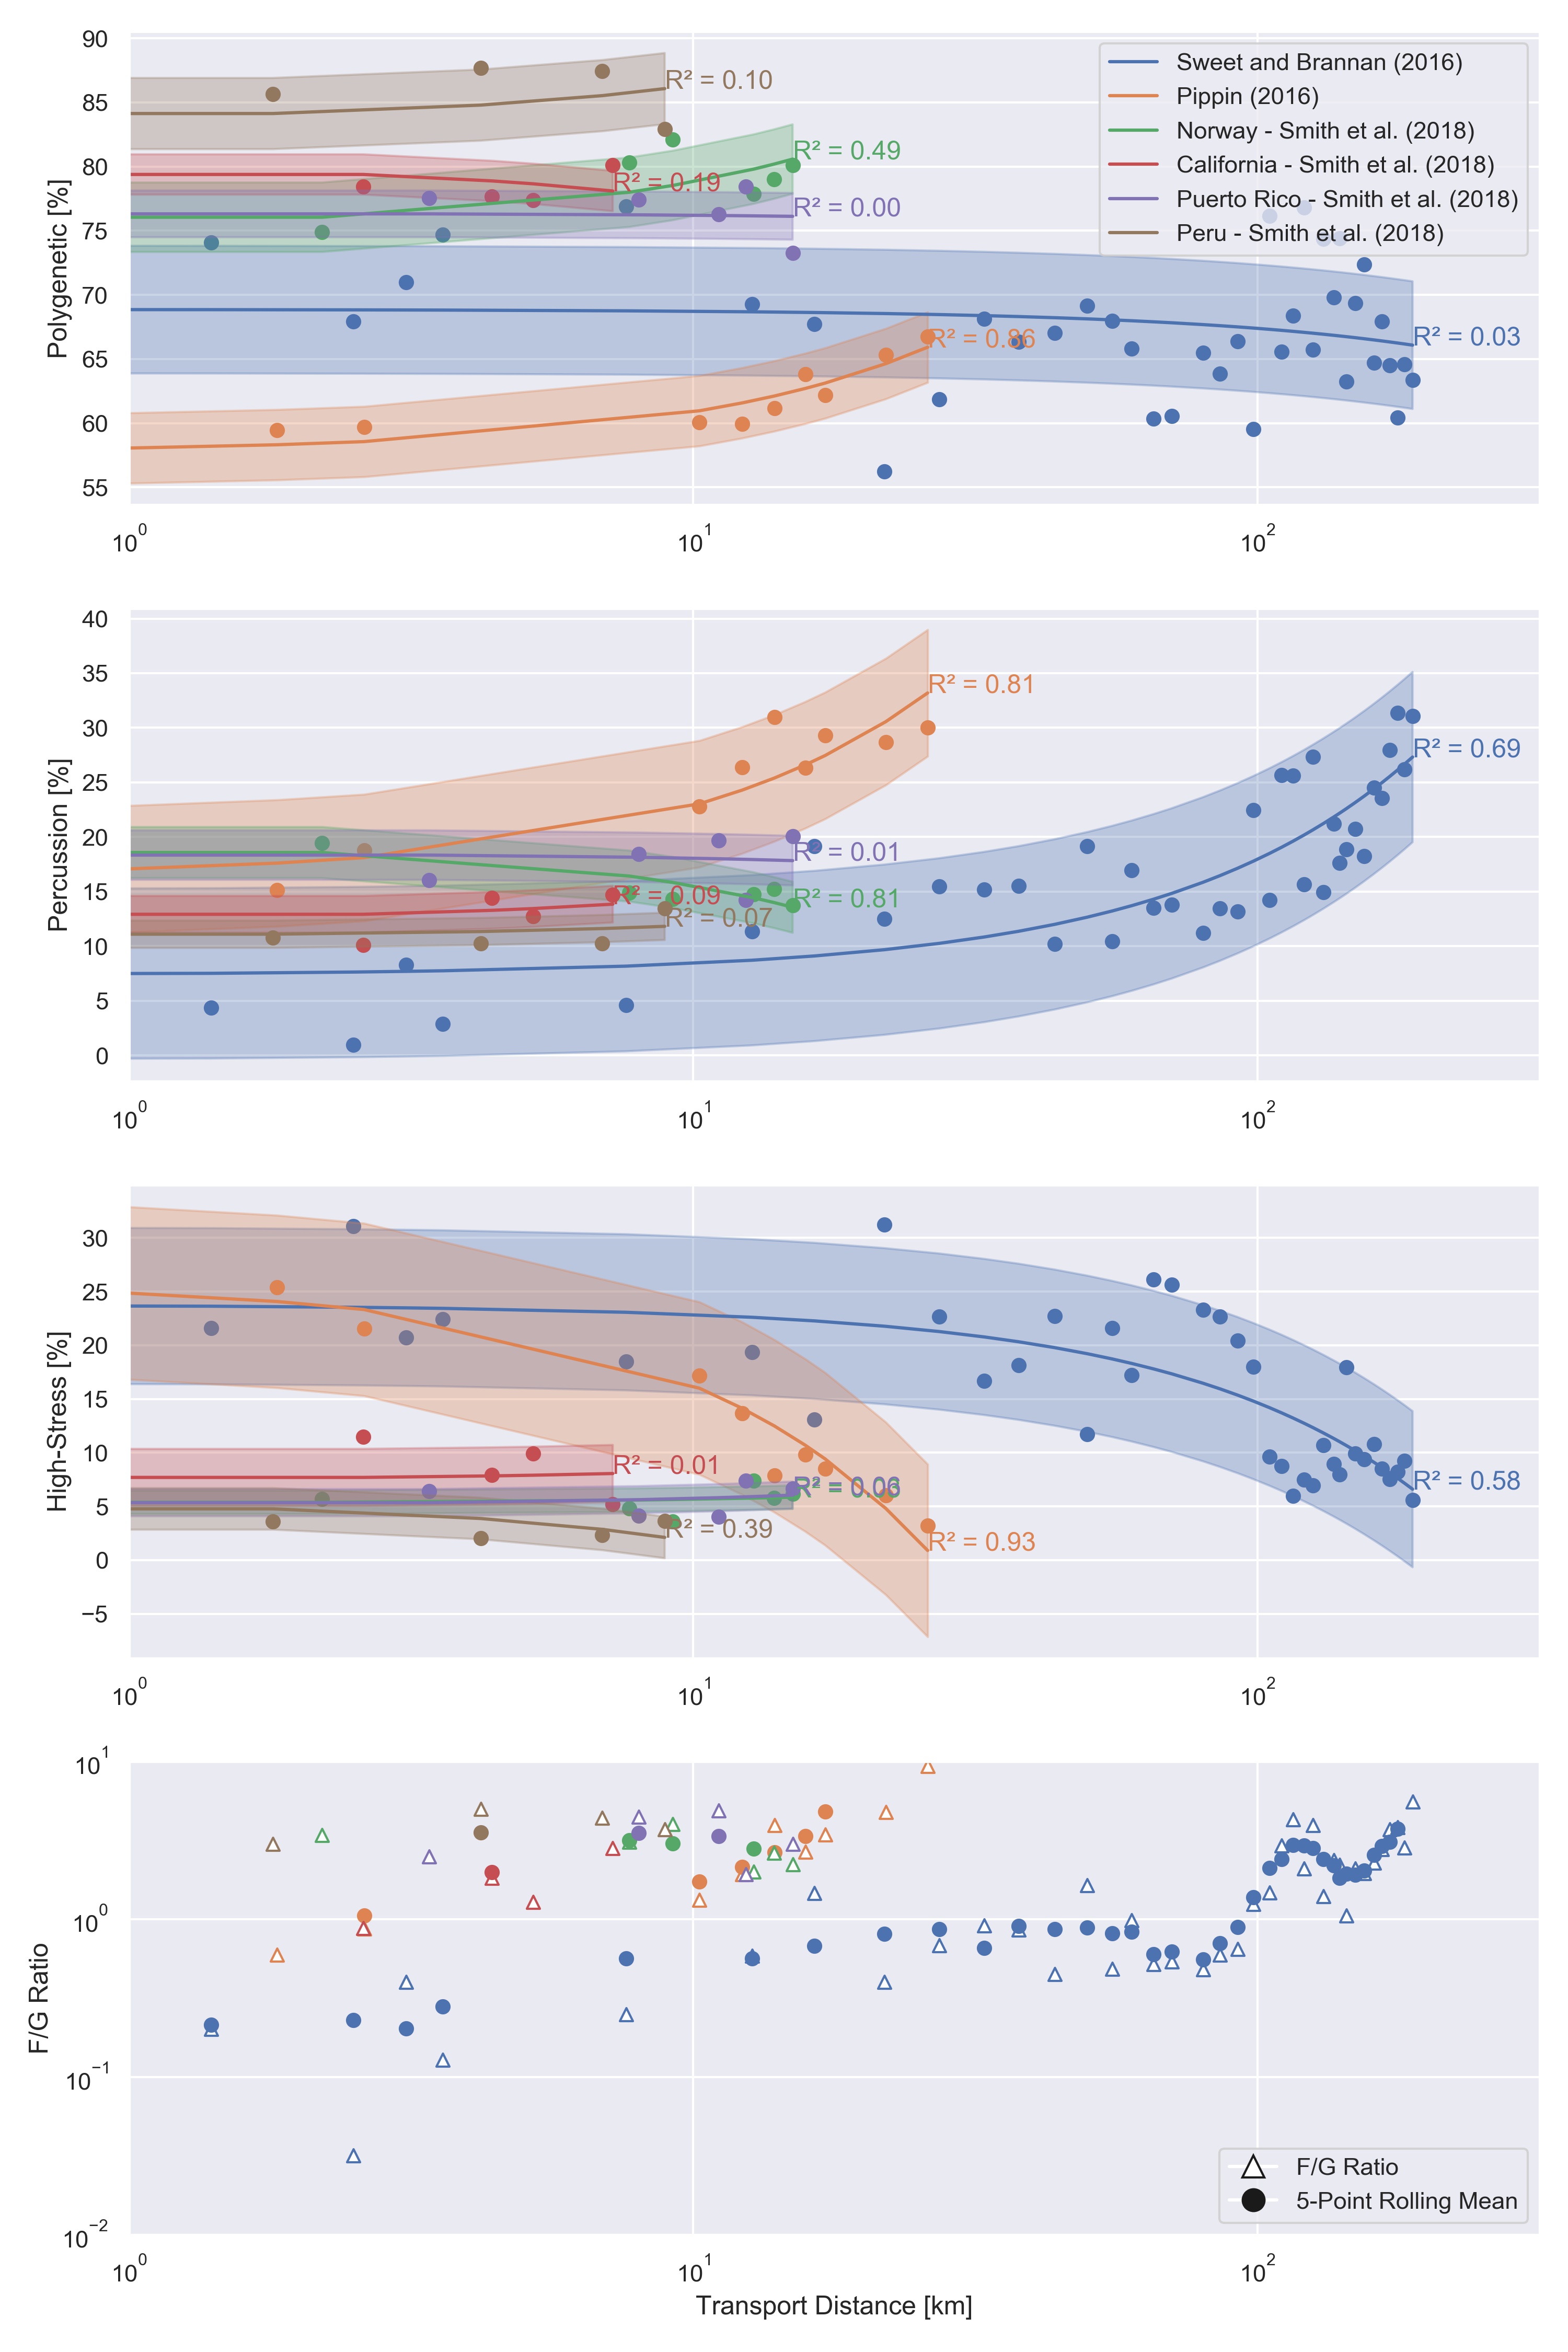 90
85
80
75
70
65
60
55
Polygenetic [%]
R² = 0.10
R² = 0.49
R² = 0.19
R² = 0.00
R² = 0.86
R² = 0.03
Sweet and Brannan (2016)
Pippin (2016)
Norway - Smith et al. (2018)
California - Smith et al. (2018)
Puerto Rico - Smith et al. (2018)
Peru - Smith et al. (2018)
10⁰ 10¹ 10²
40
35
30
25
20
15
10
5
0
Percussion [%]
R² = 0.81
R² = 0.69
R² = 0.01
R² = 0.09
R² = 0.81
R² = 0.07
10⁰ 10¹ 10²
30
25
20
15
10
5
0
−5
High-Stress [%]
R² = 0.01
R² = 0.58
R² = 0.39
R² = 0.93
10⁰ 10¹ 10²
10¹
10⁰
10⁻¹
10⁻²
F/G Ratio
F/G Ratio
5-Point Rolling Mean
10⁰ 10¹ 10²
Transport Distance [km]